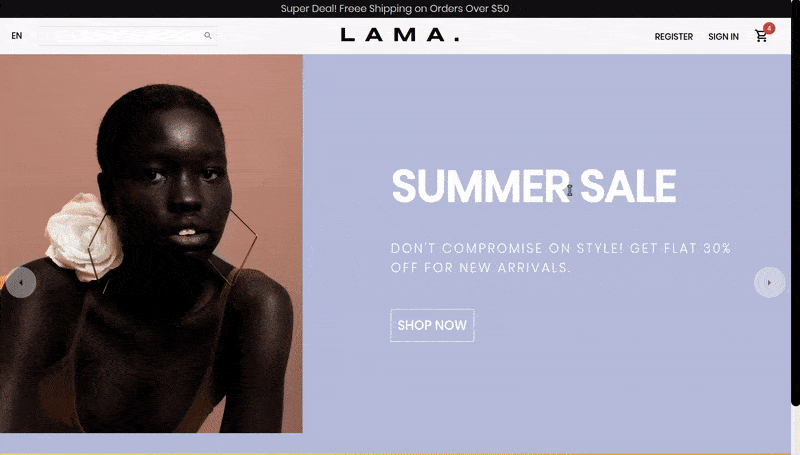 Super Deal! Freee Shipping on Orders Over $50
EN
LAMA.
REGISTER
SIGN IN
4
SUMMER SALE
DON'T COMPROMISE ON STYLE! GET FLAT 30%
OFF FOR NEW ARRIVALS.
SHOP NOW